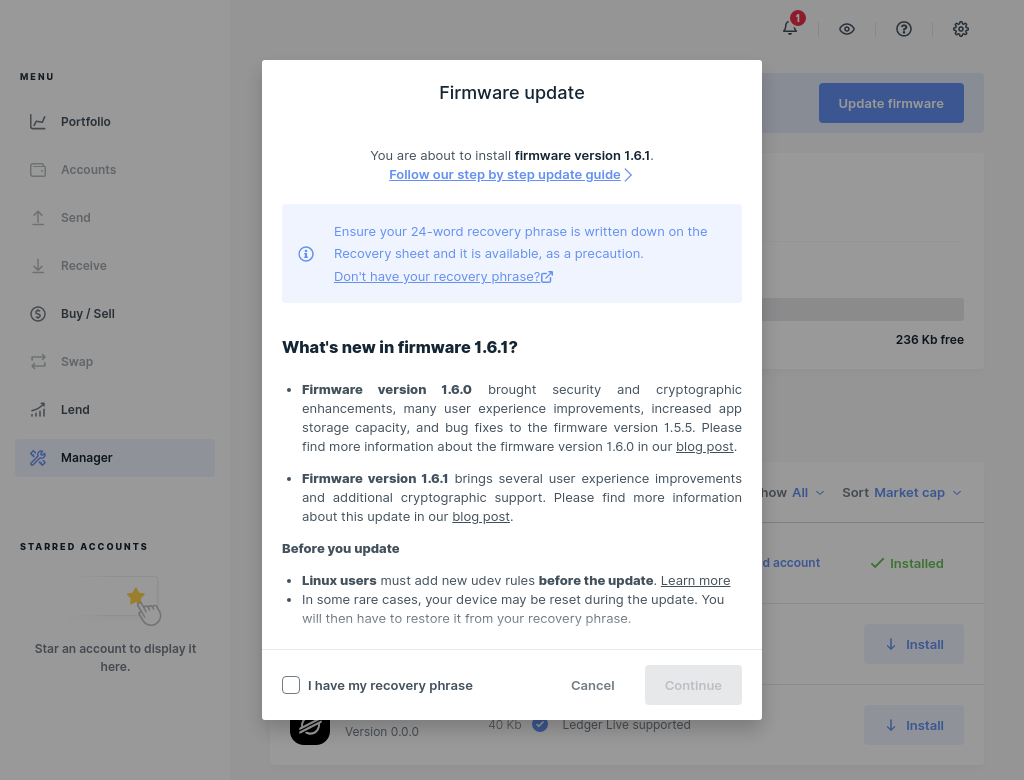 1
MENU
Portfolio
Accounts
Send
Receive
Buy / Sell
Swap
Lend
Manager
STARRED ACCOUNTS
Star an account to display it
here.
Update firmware
236 Kb free
All
Sort Market cap
account
Installed
Install
Version 0.0.0
40 Kb
Ledger Live supported
Install
Firmware update
You are about to install firmware version 1.6.1.
Follow our step by step update guide
Ensure your 24-word recovery phrase is written down on the
Recovery sheet and it is available, as a precaution.
Don't have your recovery phrase?
What's new in firmware 1.6.1?
• Firmware version 1.6.0 brought security and cryptographic
enhancements, many user experience improvements, increased app
storage capacity, and bug fixes to the firmware version 1.5.5. Please
find more information about the firmware version 1.6.0 in our blog post.
• Firmware version 1.6.1 brings several user experience improvements
and additional cryptographic support. Please find more information
about this update in our blog post.
Before you update
• Linux users must add new udev rules before the update. Learn more
• In some rare cases, your device may be reset during the update. You
will then have to restore it from your recovery phrase.
I have my recovery phrase
Cancel
Continue